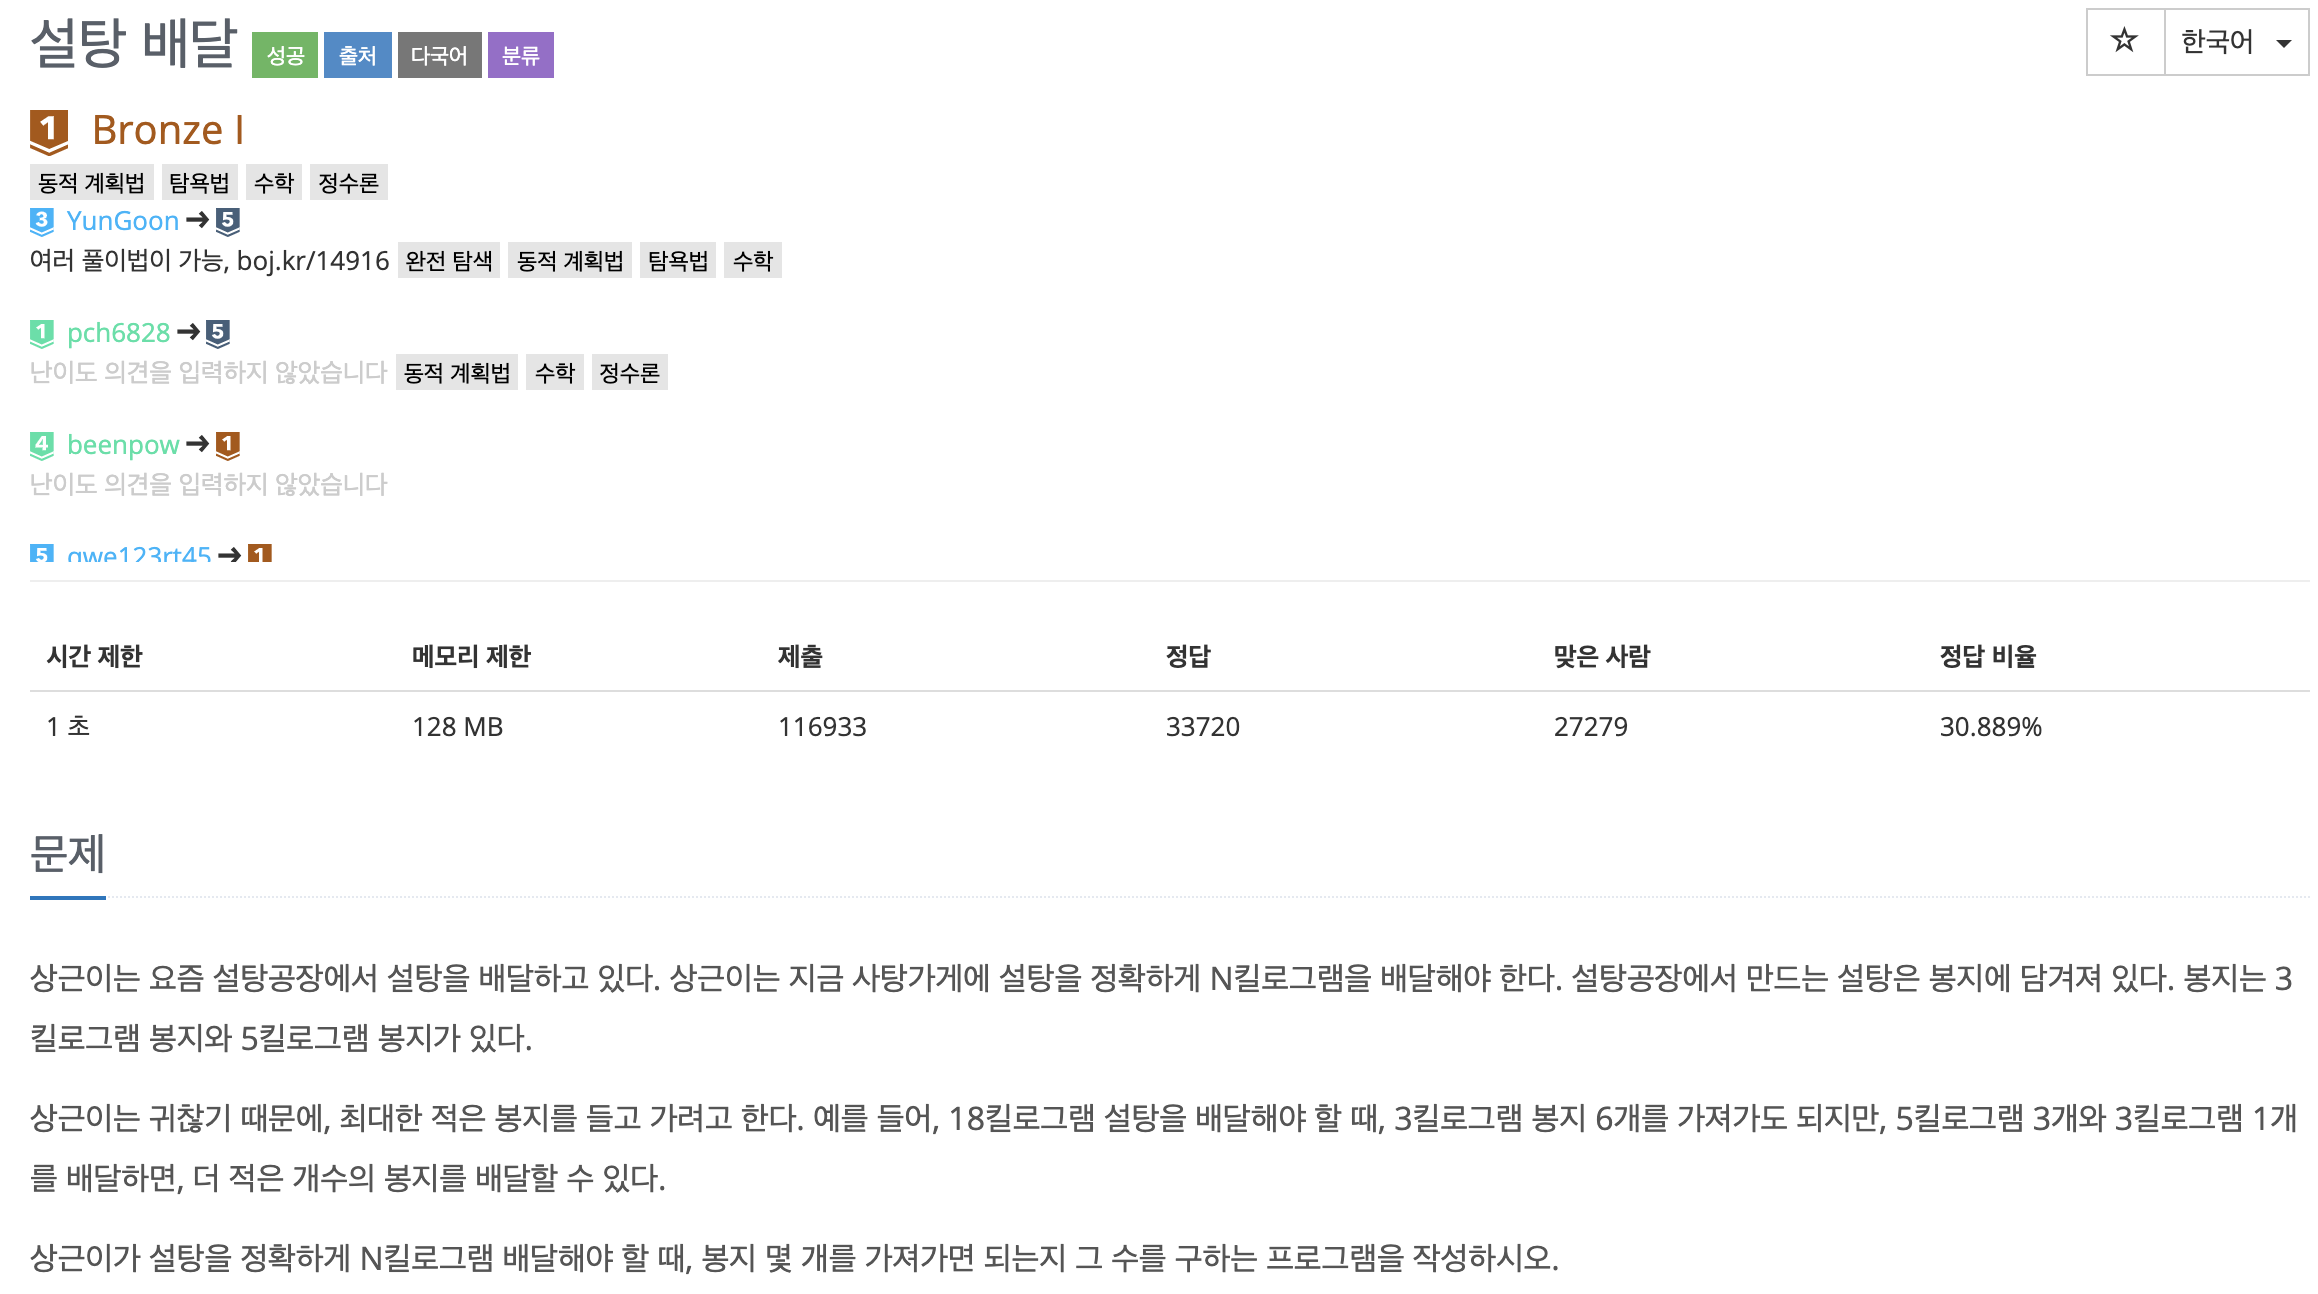 설탕 배달 성공 출처 다국어 분류
☆ 한국어
1 Bronze I
동적 계획법 탐욕법 수학 정수론
3 YunGoon → 5
여러 풀이법이 가능, boj.kr/14916 완전 탐색 동적 계획법 탐욕법 수학
1 pch6828 → 5
난이도 의견을 입력하지 않았습니다 동적 계획법 수학 정수론
4 beenpow → 1
난이도 의견을 입력하지 않았습니다
5 qwe123rt45 → 1
시간 제한 메모리 제한 제출 정답 맞은 사람 정답 비율
1 초 128 MB 116933 33720 27279 30.889%
문제
상근이는 요즘 설탕공장에서 설탕을 배달하고 있다. 상근이는 지금 사탕가게에 설탕을 정확하게 N킬로그램을 배달해야 한다. 설탕공장에서 만드는 설탕은 봉지에 담겨져 있다. 봉지는 3
킬로그램 봉지와 5킬로그램 봉지가 있다.
상근이는 귀찮기 때문에, 최대한 적은 봉지를 들고 가려고 한다. 예를 들어, 18킬로그램 설탕을 배달해야 할 때, 3킬로그램 봉지 6개를 가져가도 되지만, 5킬로그램 3개와 3킬로그램 1개
를 배달하면, 더 적은 개수의 봉지를 배달할 수 있다.
상근이가 설탕을 정확하게 N킬로그램 배달해야 할 때, 봉지 몇 개를 가져가면 되는지 그 수를 구하는 프로그램을 작성하시오.